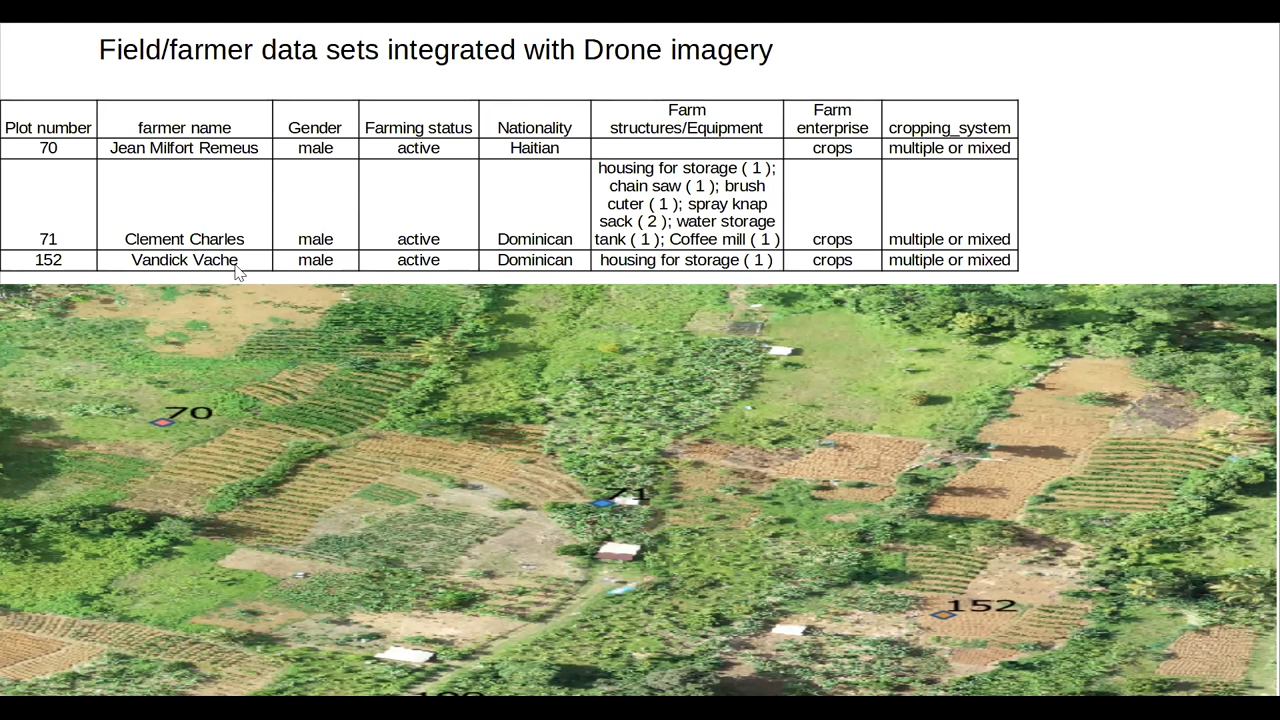 Field/farmer data sets integrated with Drone imagery
Farm
Farm
Plot number farmer name Gender Farming status Nationality structures/Equipment enterprise cropping_system
70 Jean Milfort Remeus male active Haitian crops multiple or mixed
housing for storage ( 1 );
chain saw ( 1 ); brush
cuter ( 1 ); spray knap
sack ( 2 ); water storage
71 Clement Charles male active Dominican tank ( 1 ); Coffee mill ( 1 ) crops multiple or mixed
152 Vandick Vache male active Dominican housing for storage ( 1 ) crops multiple or mixed
70
71
152